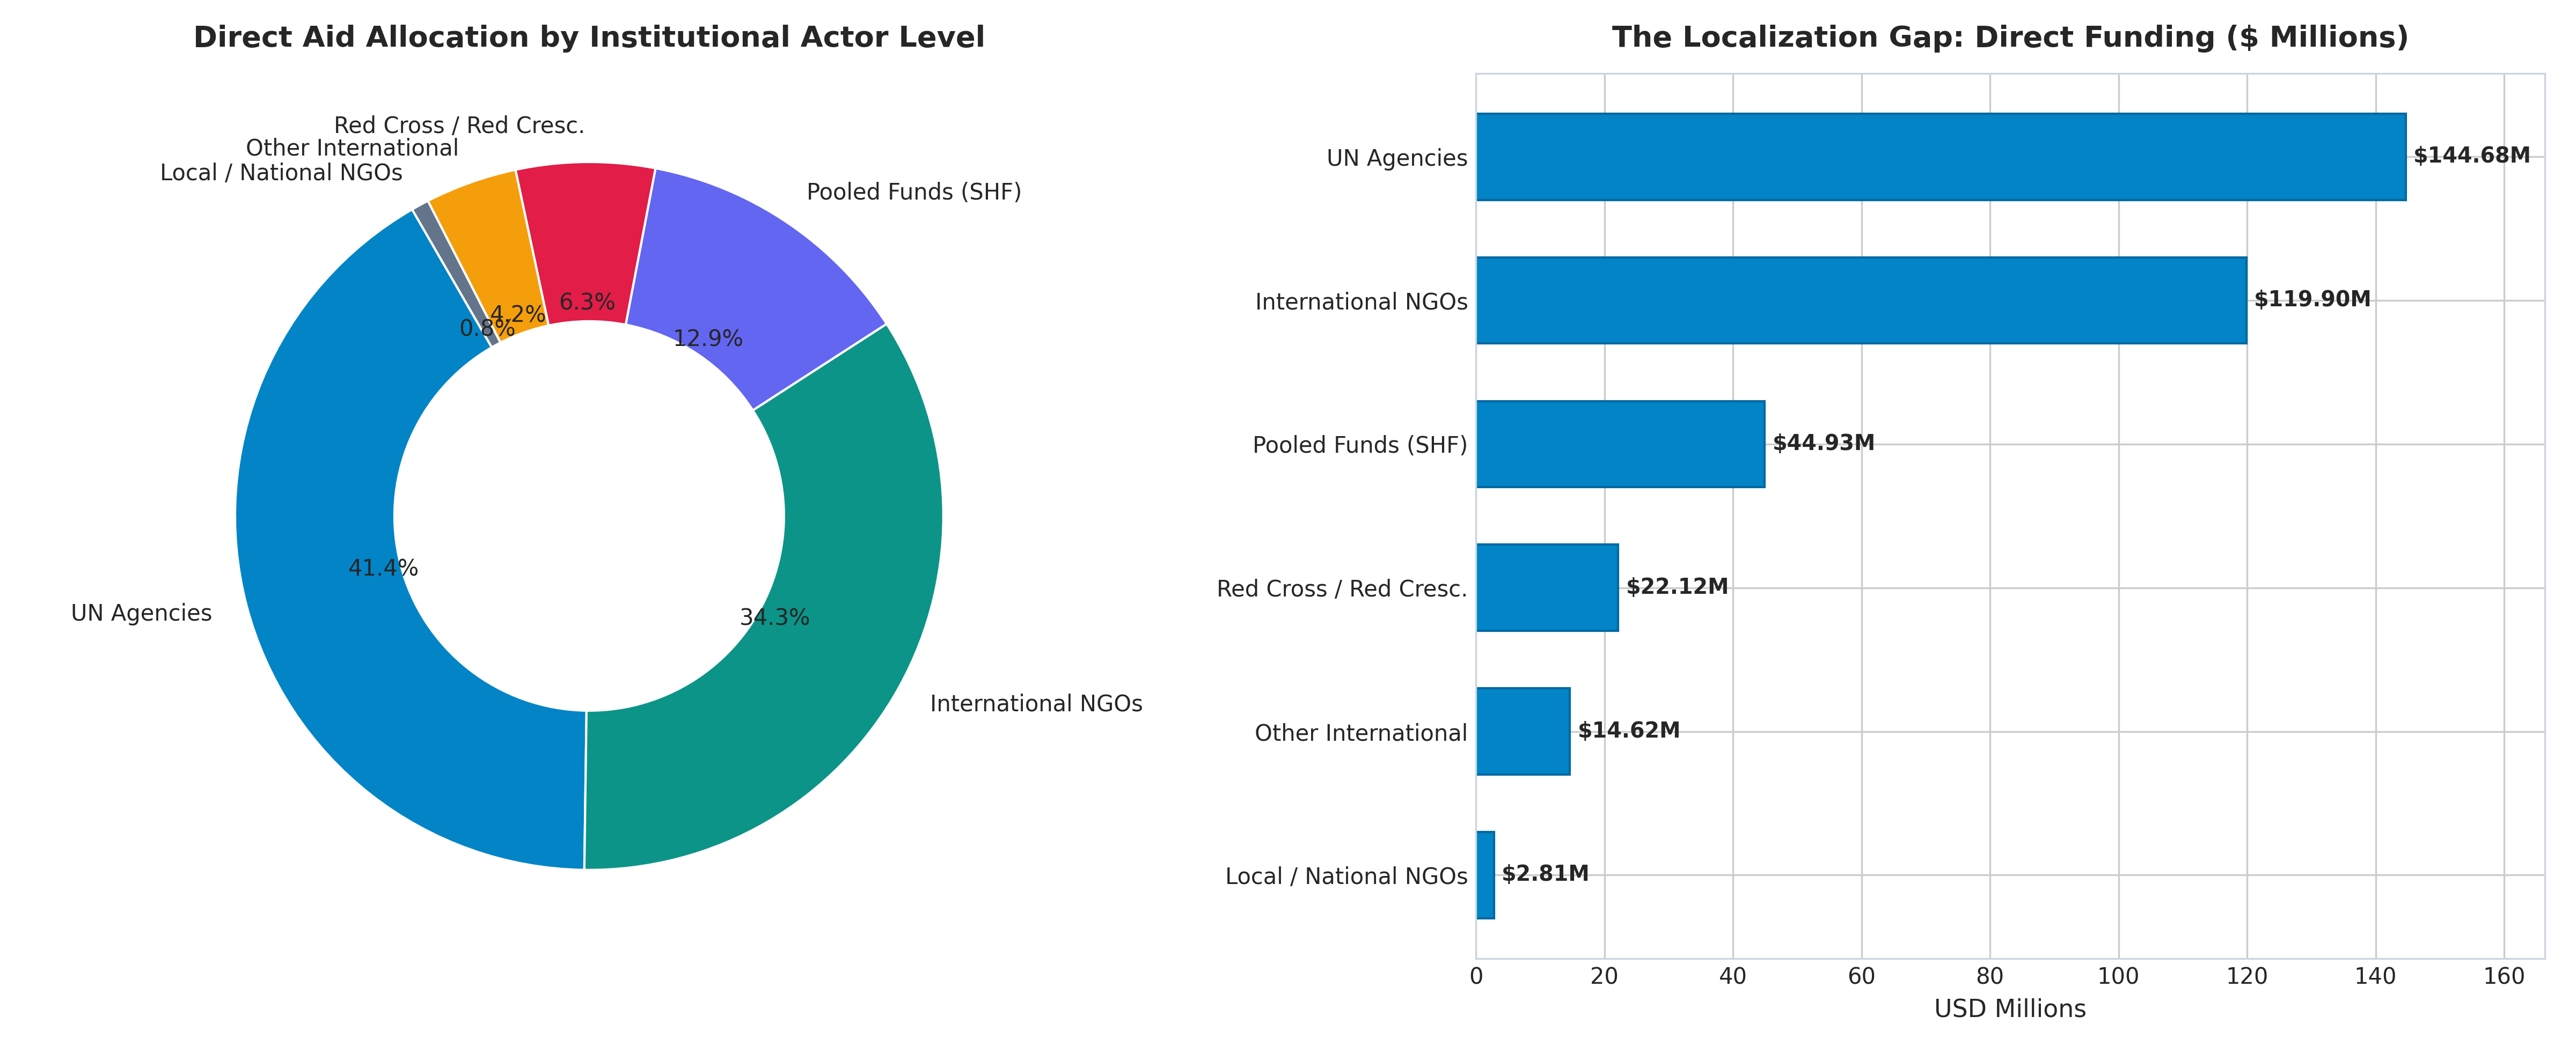 Direct Aid Allocation by Institutional Actor Level
Red Cross / Red Cresc.
Other International
Local / National NGOs
Pooled Funds (SHF)
6.3%
4.2%
0.8%
12.9%
41.4%
34.3%
UN Agencies
International NGOs
The Localization Gap: Direct Funding ($ Millions)
UN Agencies $144.68M
International NGOs $119.90M
Pooled Funds (SHF) $44.93M
Red Cross / Red Cresc. $22.12M
Other International $14.62M
Local / National NGOs $2.81M
0 20 40 60 80 100 120 140 160
USD Millions